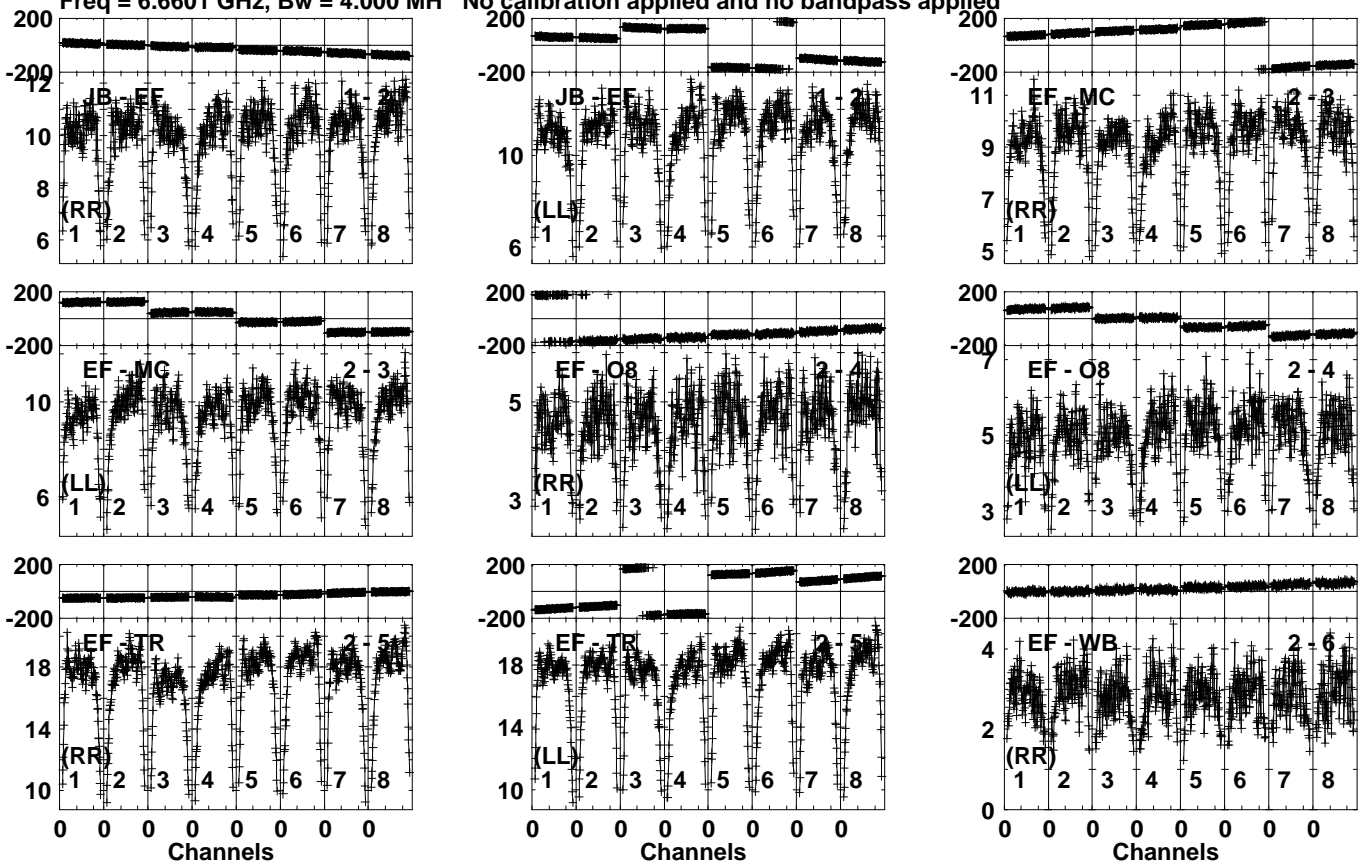 Freq = 6.6601 GHz, Bw = 4.000 MH No calibration applied and no bandpass applied
200
-200
12
10
8
6
JB - EF 1 - 2
(RR)
1 2 3 4 5 6 7 8
200
-200
10
6
JB - EF 1 - 2
(LL)
1 2 3 4 5 6 7 8
200
-200
11
9
7
5
EF - MC 2 - 3
(RR)
1 2 3 4 5 6 7 8
200
-200
10
6
EF - MC 2 - 3
(LL)
1 2 3 4 5 6 7 8
200
-200
5
3
EF - O8 2 - 4
(RR)
1 2 3 4 5 6 7 8
200
-200
7
5
3
EF - O8 2 - 4
(LL)
1 2 3 4 5 6 7 8
200
-200
18
14
10
EF - TR 2 - 5
(RR)
1 2 3 4 5 6 7 8
0 0 0 0 0 0 0 0
Channels
200
-200
18
14
10
EF - TR 2 - 5
(LL)
1 2 3 4 5 6 7 8
0 0 0 0 0 0 0 0
Channels
200
-200
4
2
0
EF - WB 2 - 6
(RR)
1 2 3 4 5 6 7 8
0 0 0 0 0 0 0
Channels